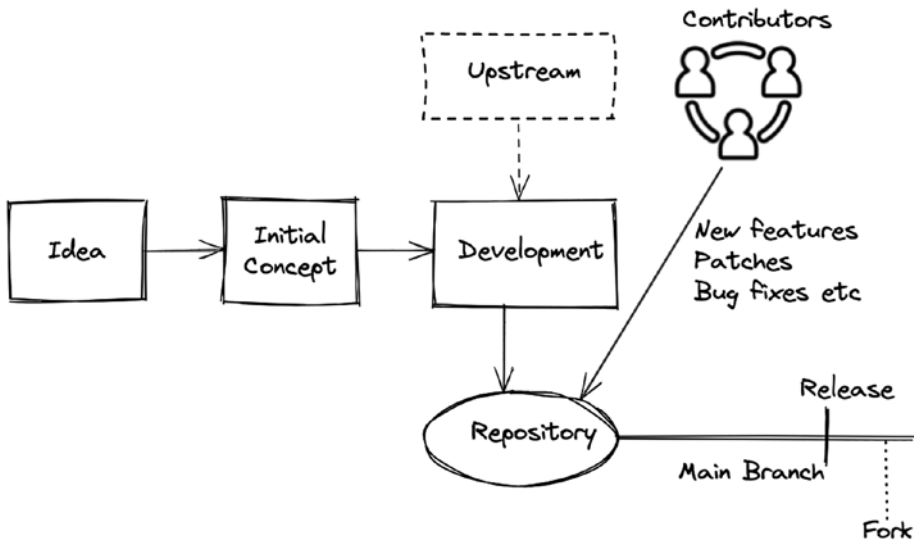 Contributors
Upstream
Idea
Initial
Concept
Development
New features
Patches
Bug fixes etc
Repository
Release
Main Branch
Fork